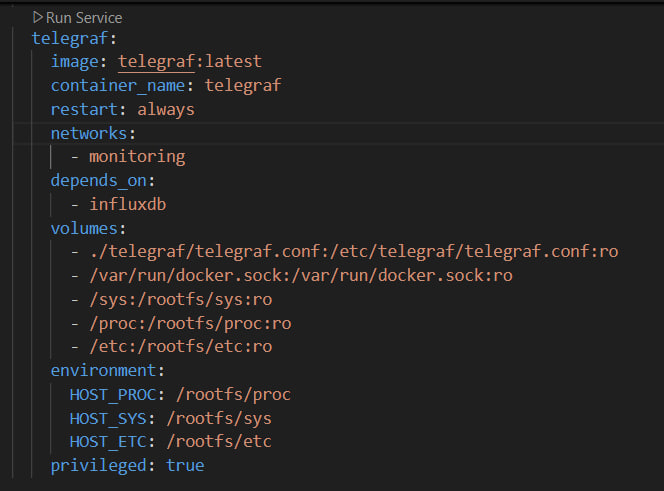 Run Service
telegraf:
image: telegraf:latest
container_name: telegraf
restart: always
networks:
- monitoring
depends_on:
- influxdb
volumes:
- ./telegraf/telegraf.conf:/etc/telegraf/telegraf.conf:ro
- /var/run/docker.sock:/var/run/docker.sock:ro
- /sys:/rootfs/sys:ro
- /proc:/rootfs/proc:ro
- /etc:/rootfs/etc:ro
environment:
HOST_PROC: /rootfs/proc
HOST_SYS: /rootfs/sys
HOST_ETC: /rootfs/etc
privileged: true